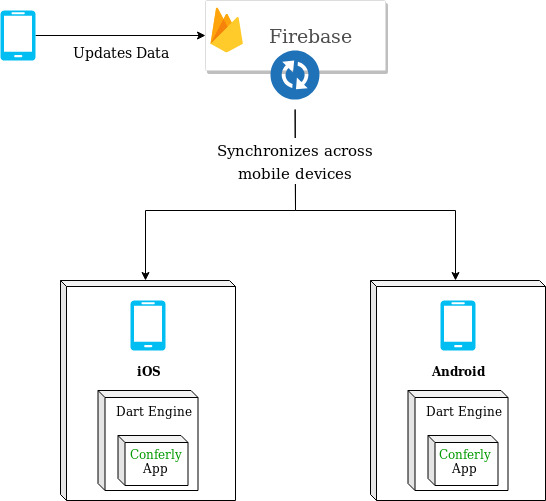 Firebase
Updates Data
Synchronizes across
mobile devices
iOS
Dart Engine
Conferly
App
Android
Dart Engine
Conferly
App